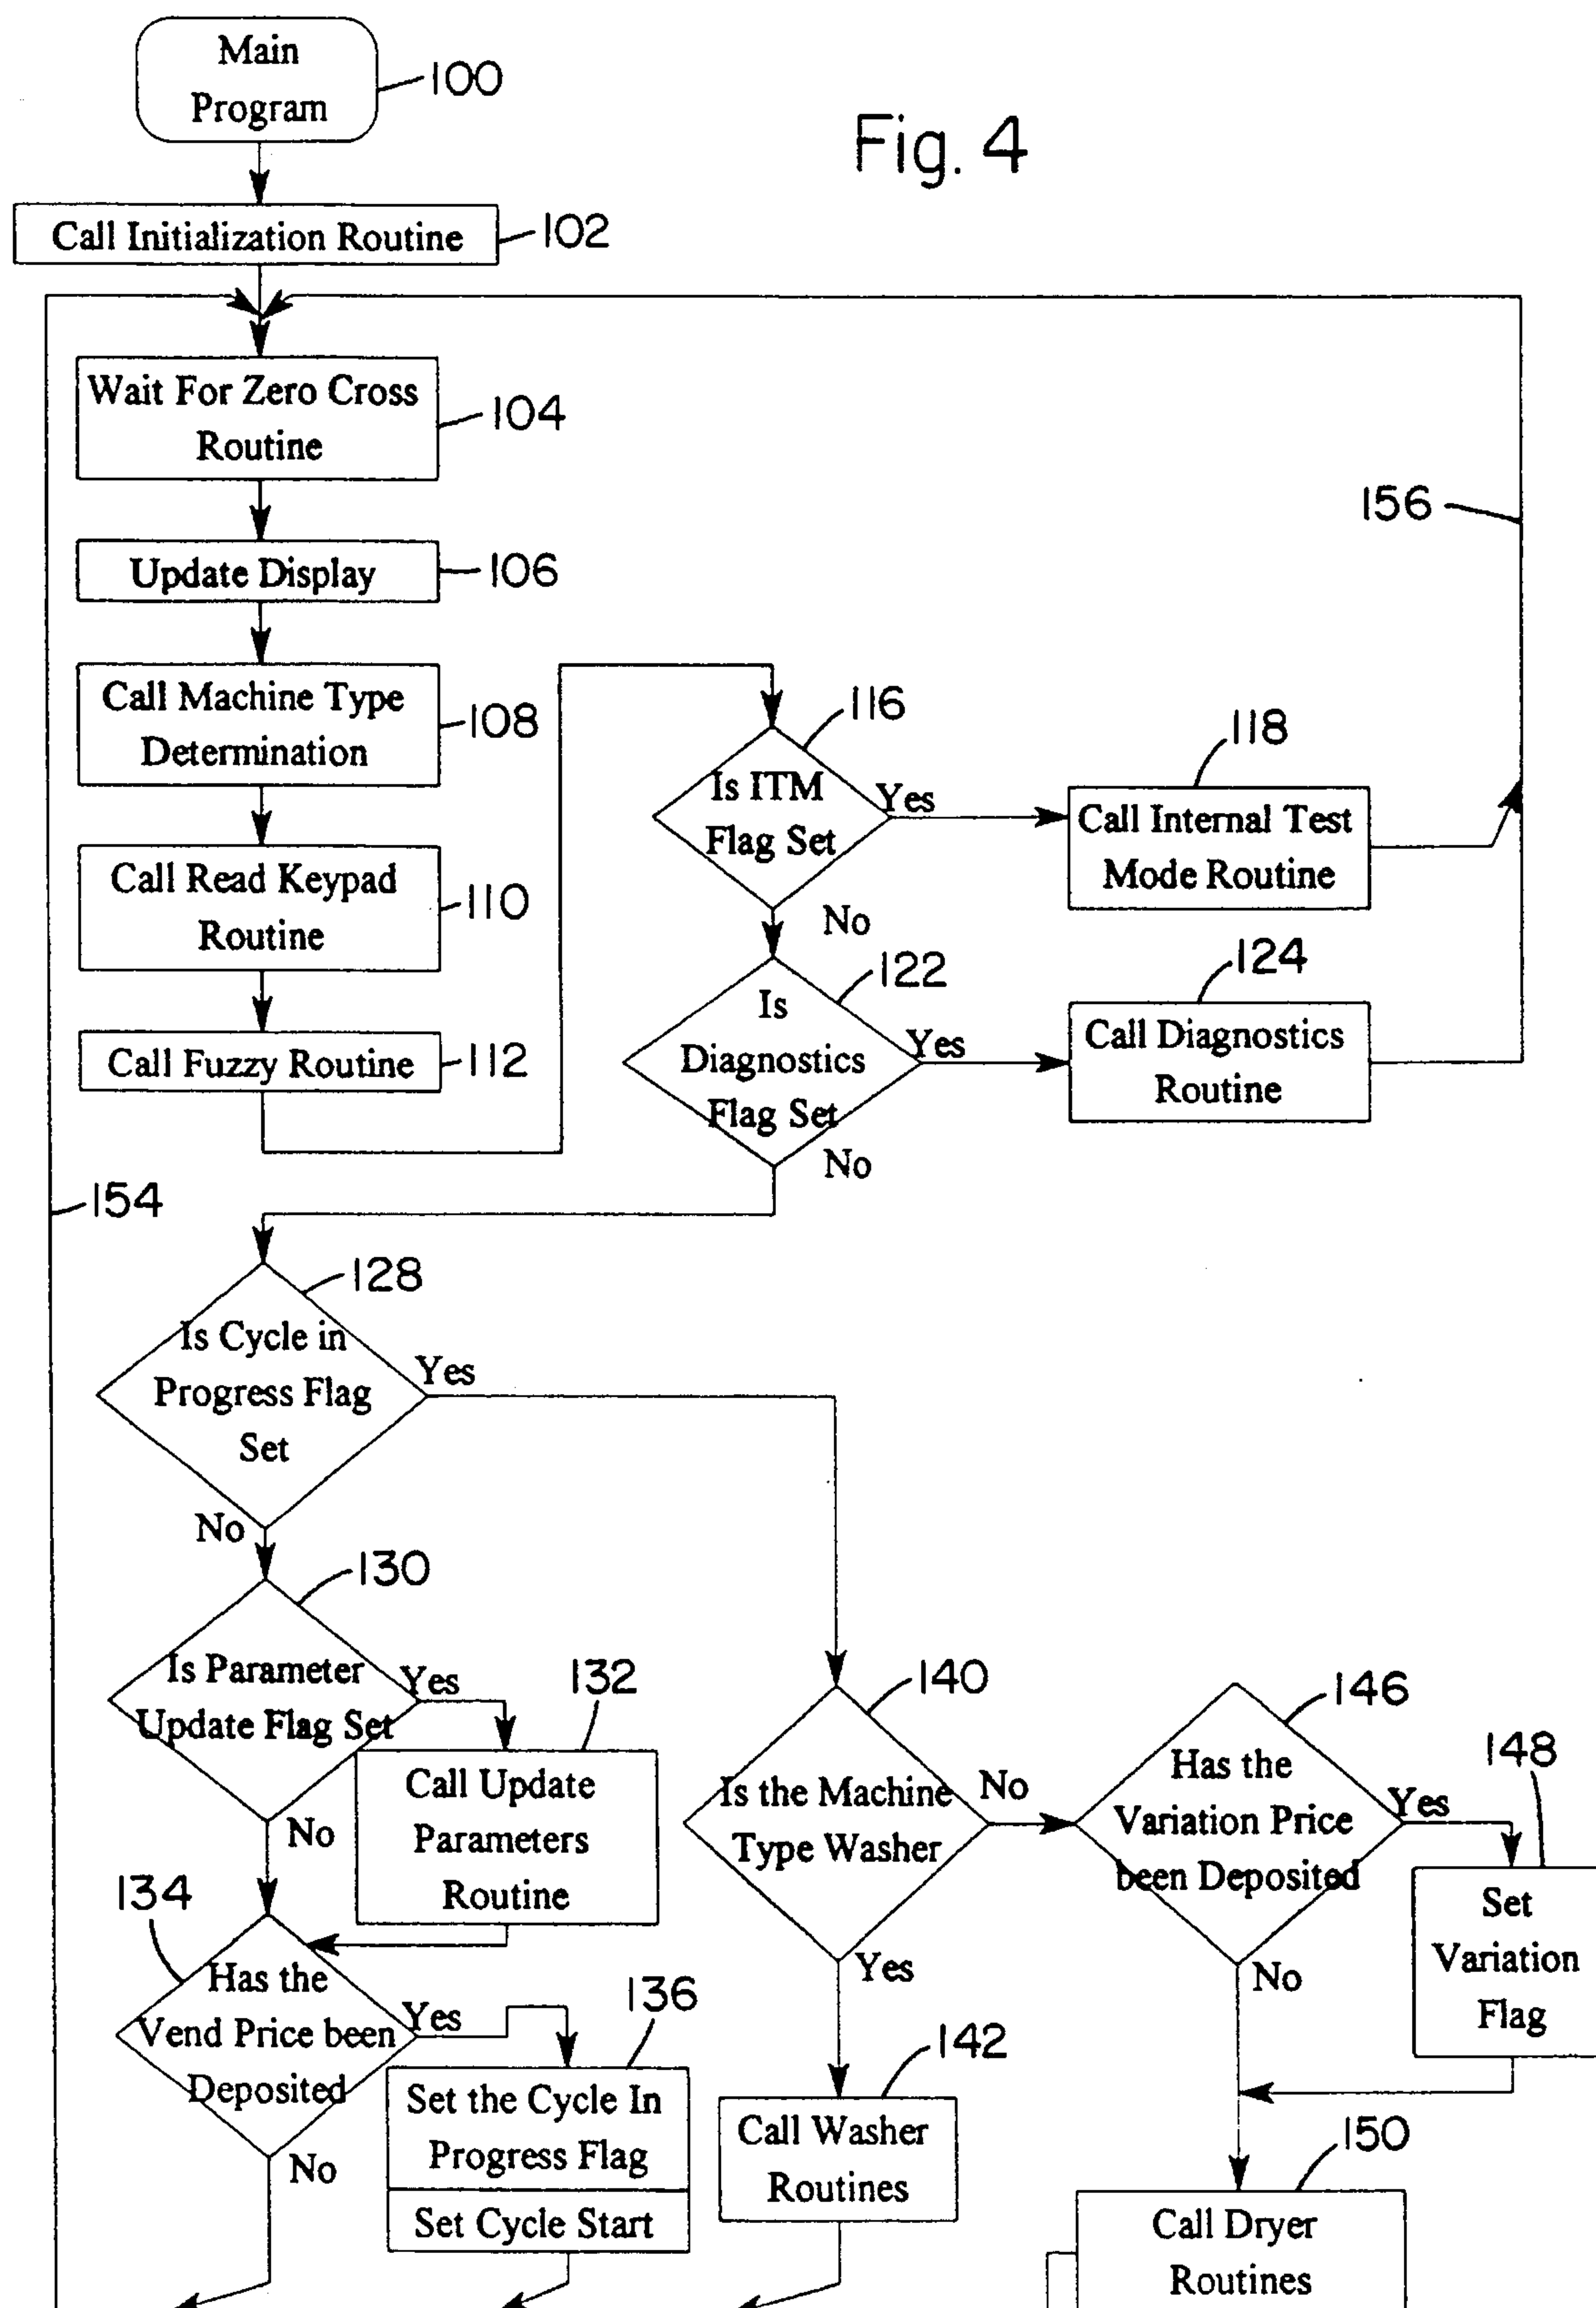 Main
Program
100
Fig. 4
Call Initialization Routine
102
Wait For Zero Cross
Routine
104
156
Update Display
106
Call Machine Type
Determination
108
116
Is ITM
Flag Set
Yes
No
118
Call Internal Test
Mode Routine
Call Read Keypad
Routine
110
122
Is
Diagnostics
Flag Set
Yes
No
124
Call Diagnostics
Routine
Call Fuzzy Routine
112
154
128
Is Cycle in
Progress Flag
Set
Yes
No
130
Is Parameter
Update Flag Set
Yes
No
132
Call Update
Parameters
Routine
140
Is the Machine
Type Washer
No
Yes
146
Has the
Variation Price
been Deposited
Yes
No
148
Set
Variation
Flag
134
Has the
Vend Price been
Deposited
Yes
No
136
Set the Cycle In
Progress Flag
Set Cycle Start
142
Call Washer
Routines
150
Call Dryer
Routines